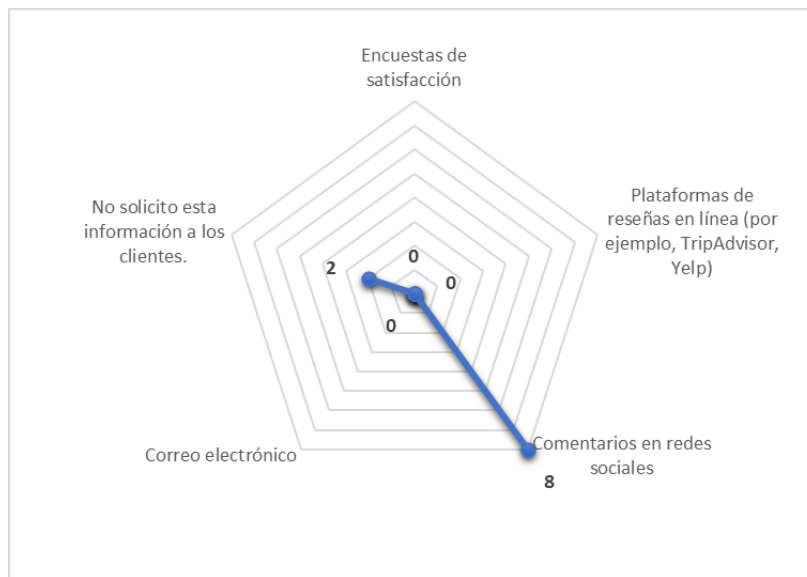 Encuestas de
satisfacción
Plataformas de
reseñas en línea (por
ejemplo, TripAdvisor,
Yelp)
No solicito esta
información a los
clientes.
0
2
0
0
Correo electrónico
Comentarios en redes
sociales
8